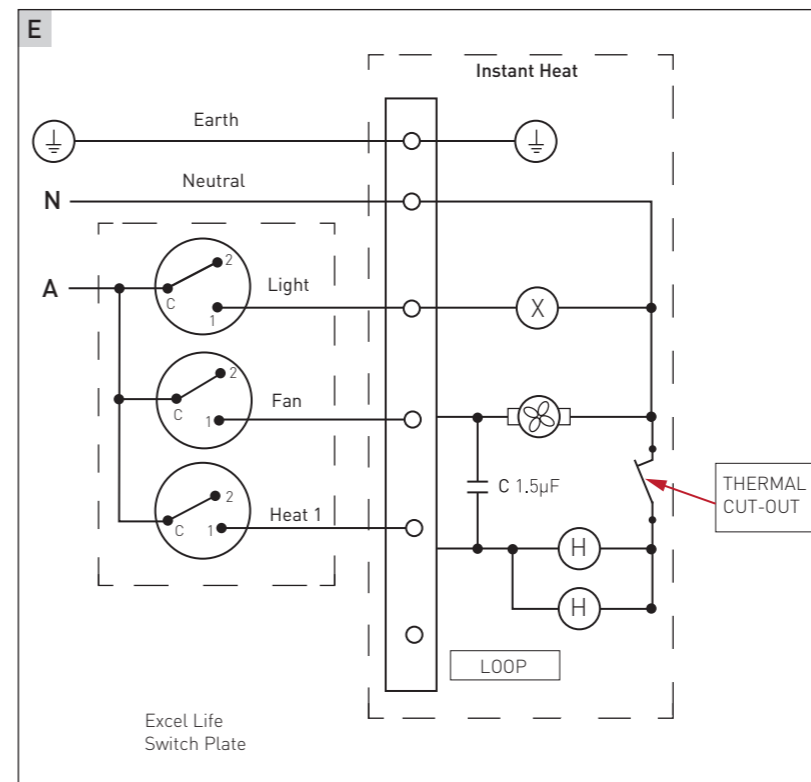 E
Instant Heat
Earth
Neutral
N
A
2
C
1
Light
X
2
C
1
Fan
C 1.5µF
THERMAL
CUT-OUT
2
C
1
Heat 1
H
H
LOOP
Excel Life
Switch Plate